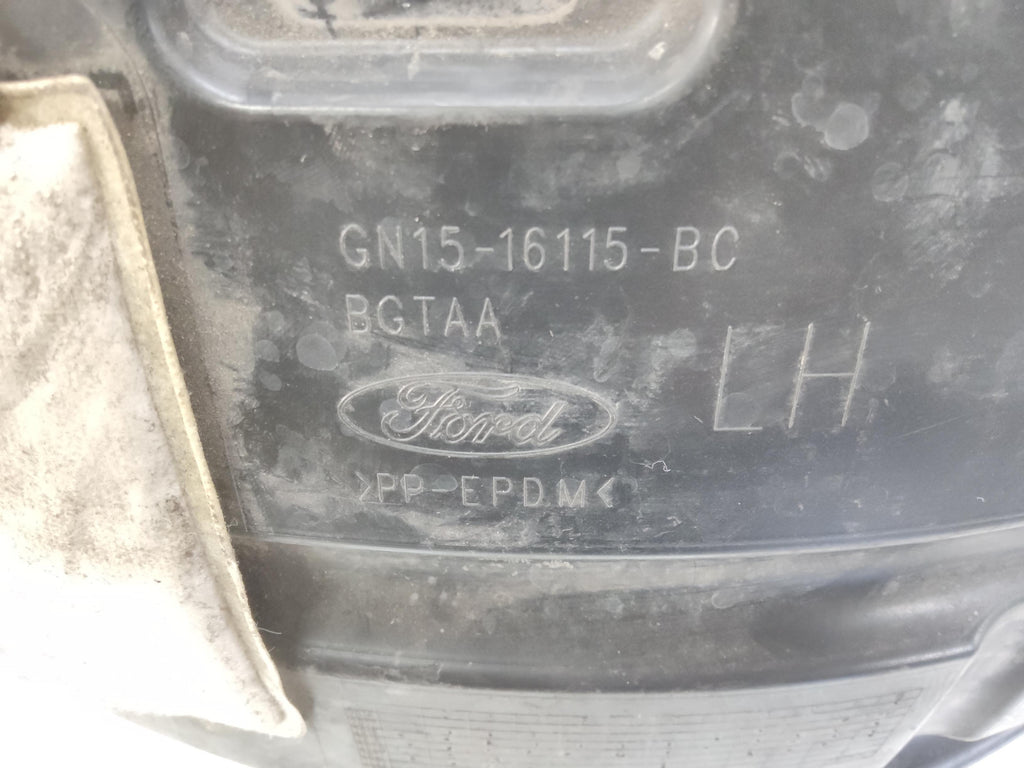 GN15-16115-BC
BGTAA
LH
Ford
>PP-EPDM<